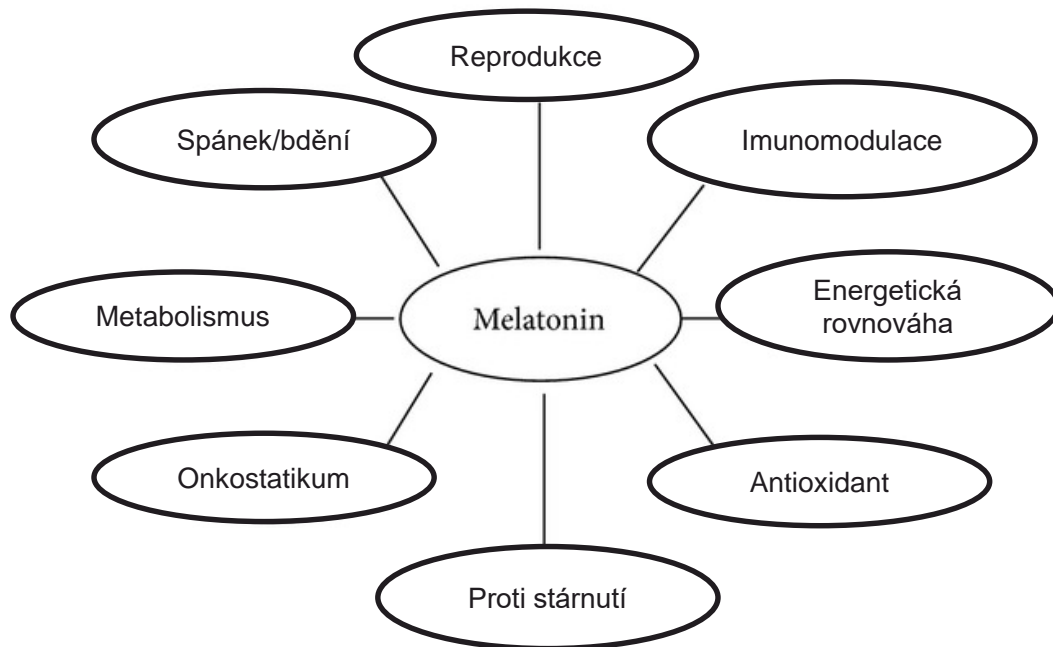 Reprodukce
Spánek/bdění
Imunomodulace
Metabolismus
Melatonin
Energetická
rovnováha
Onkostatikum
Antioxidant
Proti stárnutí